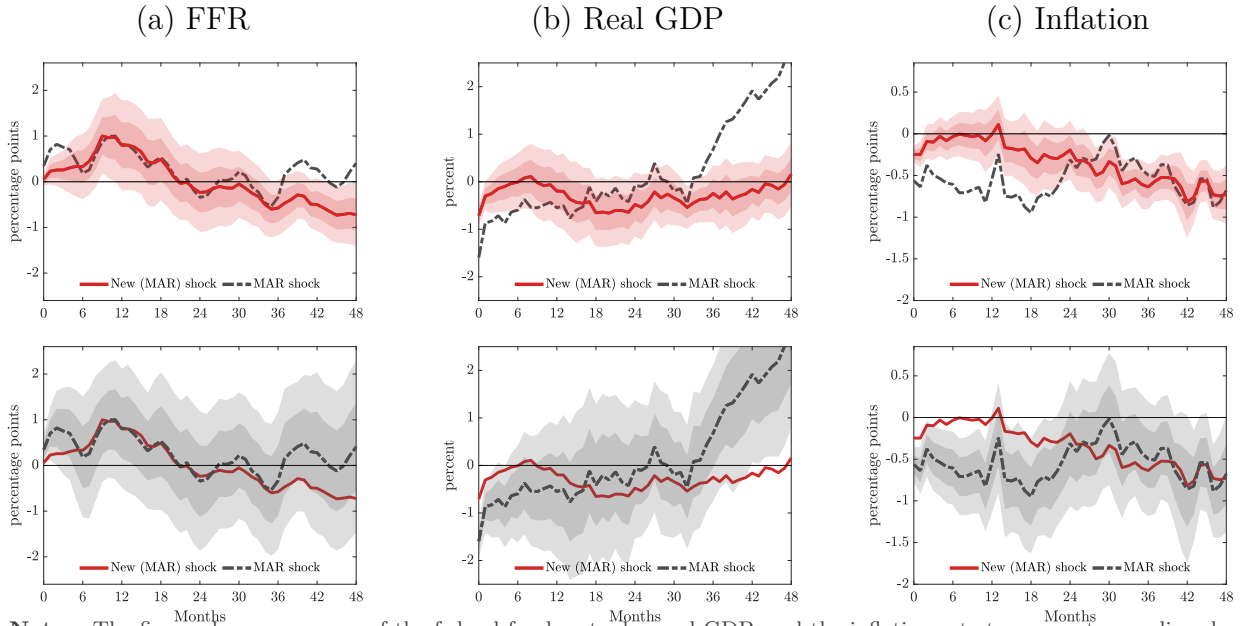 (a) FFR
(b) Real GDP
(c) Inflation
percentage points
2
1
0
-1
-2
New (MAR) shock
MAR shock
0 6 12 18 24 30 36 42 48
percent
2
1
0
-1
-2
New (MAR) shock
MAR shock
0 6 12 18 24 30 36 42 48
percentage points
0.5
0
-0.5
-1
-1.5
-2
New (MAR) shock
MAR shock
0 6 12 18 24 30 36 42 48
percentage points
2
1
0
-1
-2
New (MAR) shock
MAR shock
0 6 12 18 24 30 36 42 48
Months
percent
2
1
0
-1
-2
New (MAR) shock
MAR shock
0 6 12 18 24 30 36 42 48
Months
percentage points
0.5
0
-0.5
-1
-1.5
-2
New (MAR) shock
MAR shock
0 6 12 18 24 30 36 42 48
Months